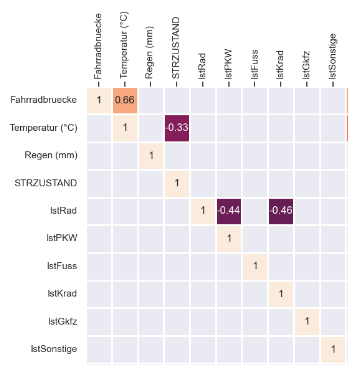 Fahrradbruecke
Temperatur (°C)
Regen (mm)
STRZUSTAND
IstRad
IstPKW
IstFuss
IstKrad
IstGkfz
IstSonstige
Fahrradbruecke 1 0.66
Temperatur (°C) 1 -0.33
Regen (mm) 1
STRZUSTAND 1
IstRad 1 -0.44 -0.46
IstPKW 1
IstFuss 1
IstKrad 1
IstGkfz 1
IstSonstige 1